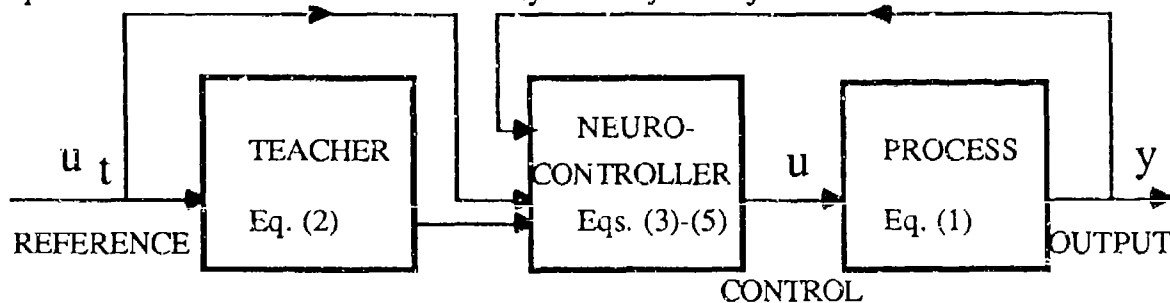 TEACHER
Eq. (2)
NEURO-
CONTROLLER
Eqs. (3)-(5)
PROCESS
Eq. (1)
u t
u
y
REFERENCE
CONTROL
OUTPUT